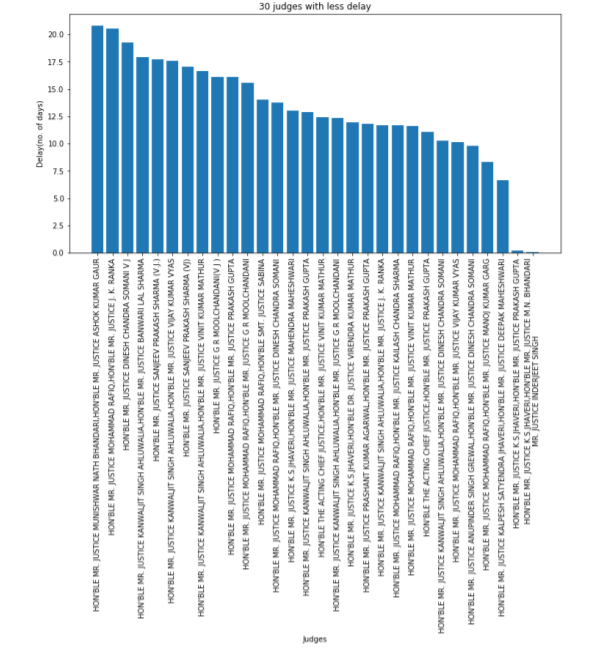 30 judges with less delay
Delay(no. of days)
20.0
17.5
15.0
12.5
10.0
7.5
5.0
2.5
0.0
HON'BLE MR. JUSTICE MUNISHWAR NATH BHANDARI,HON'BLE MR. JUSTICE ASHOK KUMAR GAUR
HON'BLE MR. JUSTICE MOHAMMAD RAFIQ,HON'BLE MR. JUSTICE J. K. RANKA
HON'BLE MR. JUSTICE DINESH CHANDRA SOMANI V J
HON'BLE MR. JUSTICE KANWALJIT SINGH AHLUWALIA,HON'BLE MR. JUSTICE BANWARI LAL SHARMA
HON'BLE MR. JUSTICE SANJEEV PRAKASH SHARMA (V.J.)
HON'BLE MR. JUSTICE KANWALJIT SINGH AHLUWALIA,HON'BLE MR. JUSTICE VIJAY KUMAR VYAS
HON'BLE MR. JUSTICE SANJEEV PRAKASH SHARMA (VJ)
HON'BLE MR. JUSTICE KANWALJIT SINGH AHLUWALIA,HON'BLE MR. JUSTICE VINIT KUMAR MATHUR
HON'BLE MR. JUSTICE G R MOOLCHANDANI(V J )
HON'BLE MR. JUSTICE MOHAMMAD RAFIQ,HON'BLE MR. JUSTICE PRAKASH GUPTA
HON'BLE MR. JUSTICE MOHAMMAD RAFIQ,HON'BLE MR. JUSTICE G R MOOLCHANDANI
HON'BLE MR. JUSTICE MOHAMMAD RAFIQ,HON'BLE SMT. JUSTICE SABINA
HON'BLE MR. JUSTICE MOHAMMAD RAFIQ,HON'BLE MR. JUSTICE DINESH CHANDRA SOMANI
HON'BLE MR. JUSTICE K.S.JHAVERI,HON'BLE MR. JUSTICE MAHENDRA MAHESHWARI
HON'BLE MR. JUSTICE KANWALJIT SINGH AHLUWALIA,HON'BLE MR. JUSTICE PRAKASH GUPTA
HON'BLE THE ACTING CHIEF JUSTICE,HON'BLE MR. JUSTICE VINIT KUMAR MATHUR
HON'BLE MR. JUSTICE KANWALJIT SINGH AHLUWALIA,HON'BLE MR. JUSTICE G R MOOLCHANDANI
HON'BLE MR. JUSTICE K.S.JHAVERI,HON'BLE DR. JUSTICE VIRENDRA KUMAR MATHUR
HON'BLE MR. JUSTICE PRASHANT KUMAR AGARWAL,HON'BLE MR. JUSTICE PRAKASH GUPTA
HON'BLE MR. JUSTICE KANWALJIT SINGH AHLUWALIA,HON'BLE MR. JUSTICE J. K. RANKA
HON'BLE MR. JUSTICE MOHAMMAD RAFIQ,HON'BLE MR. JUSTICE KAILASH CHANDRA SHARMA
HON'BLE MR. JUSTICE MOHAMMAD RAFIQ,HON'BLE MR. JUSTICE VINIT KUMAR MATHUR
HON'BLE THE ACTING CHIEF JUSTICE,HON'BLE MR. JUSTICE PRAKASH GUPTA
HON'BLE MR. JUSTICE KANWALJIT SINGH AHLUWALIA,HON'BLE MR. JUSTICE DINESH CHANDRA SOMANI
HON'BLE MR. JUSTICE MOHAMMAD RAFIQ,HON'BLE MR. JUSTICE VIJAY KUMAR VYAS
HON'BLE MR. JUSTICE ANUPINDER SINGH GREWAL,HON'BLE MR. JUSTICE DINESH CHANDRA SOMANI
HON'BLE MR. JUSTICE MOHAMMAD RAFIQ,HON'BLE MR. JUSTICE MANOJ KUMAR GARG
HON'BLE MR. JUSTICE KALPESH SATYENDRA JHAVERI,HON'BLE MR. JUSTICE DEEPAK MAHESHWARI
HON'BLE MR. JUSTICE K.S.JHAVERI,HON'BLE MR. JUSTICE PRAKASH GUPTA
HON'BLE MR. JUSTICE K.S.JHAVERI,HON'BLE MR. JUSTICE M.N. BHANDARI
MR. JUSTICE INDERJEET SINGH
Judges